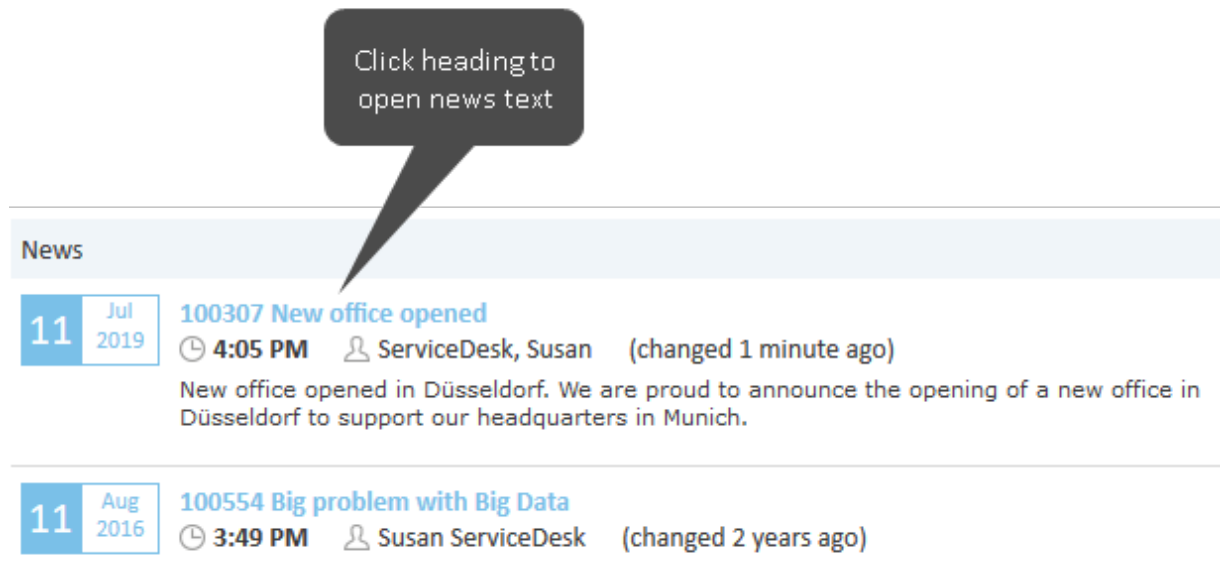 Click heading to
open news text
News
11
Jul
2019
100307 New office opened
4:05 PM ServiceDesk, Susan (changed 1 minute ago)
New office opened in Düsseldorf. We are proud to announce the opening of a new office in
Düsseldorf to support our headquarters in Munich.
11
Aug
2016
100554 Big problem with Big Data
3:49 PM Susan ServiceDesk (changed 2 years ago)